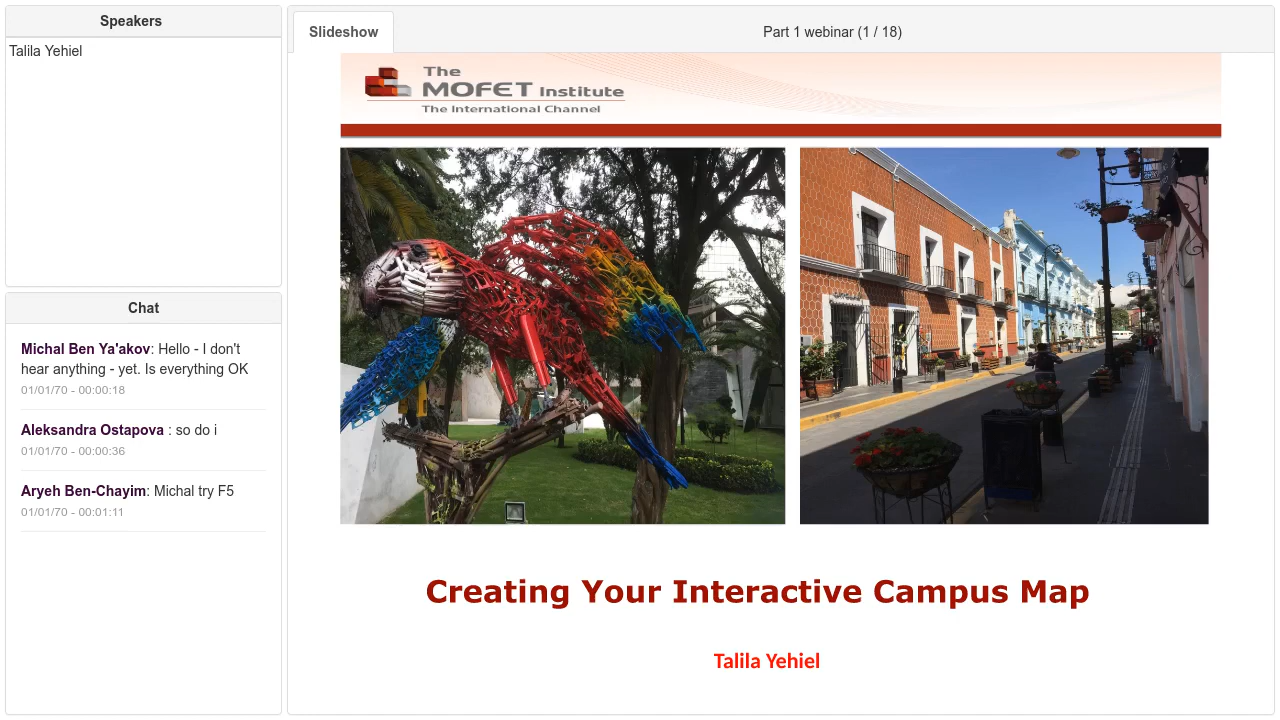 Speakers
Talila Yehiel
Chat
Michal Ben Ya'akov: Hello - I don't
hear anything - yet. Is everything OK
01/01/70 - 00:00:18
Aleksandra Ostapova : so do i
01/01/70 - 00:00:36
Aryeh Ben-Chayim: Michal try F5
01/01/70 - 00:01:11
Slideshow
Part 1 webinar (1 / 18)
The
MOFET Institute
The International Channel
Creating Your Interactive Campus Map
Talila Yehiel